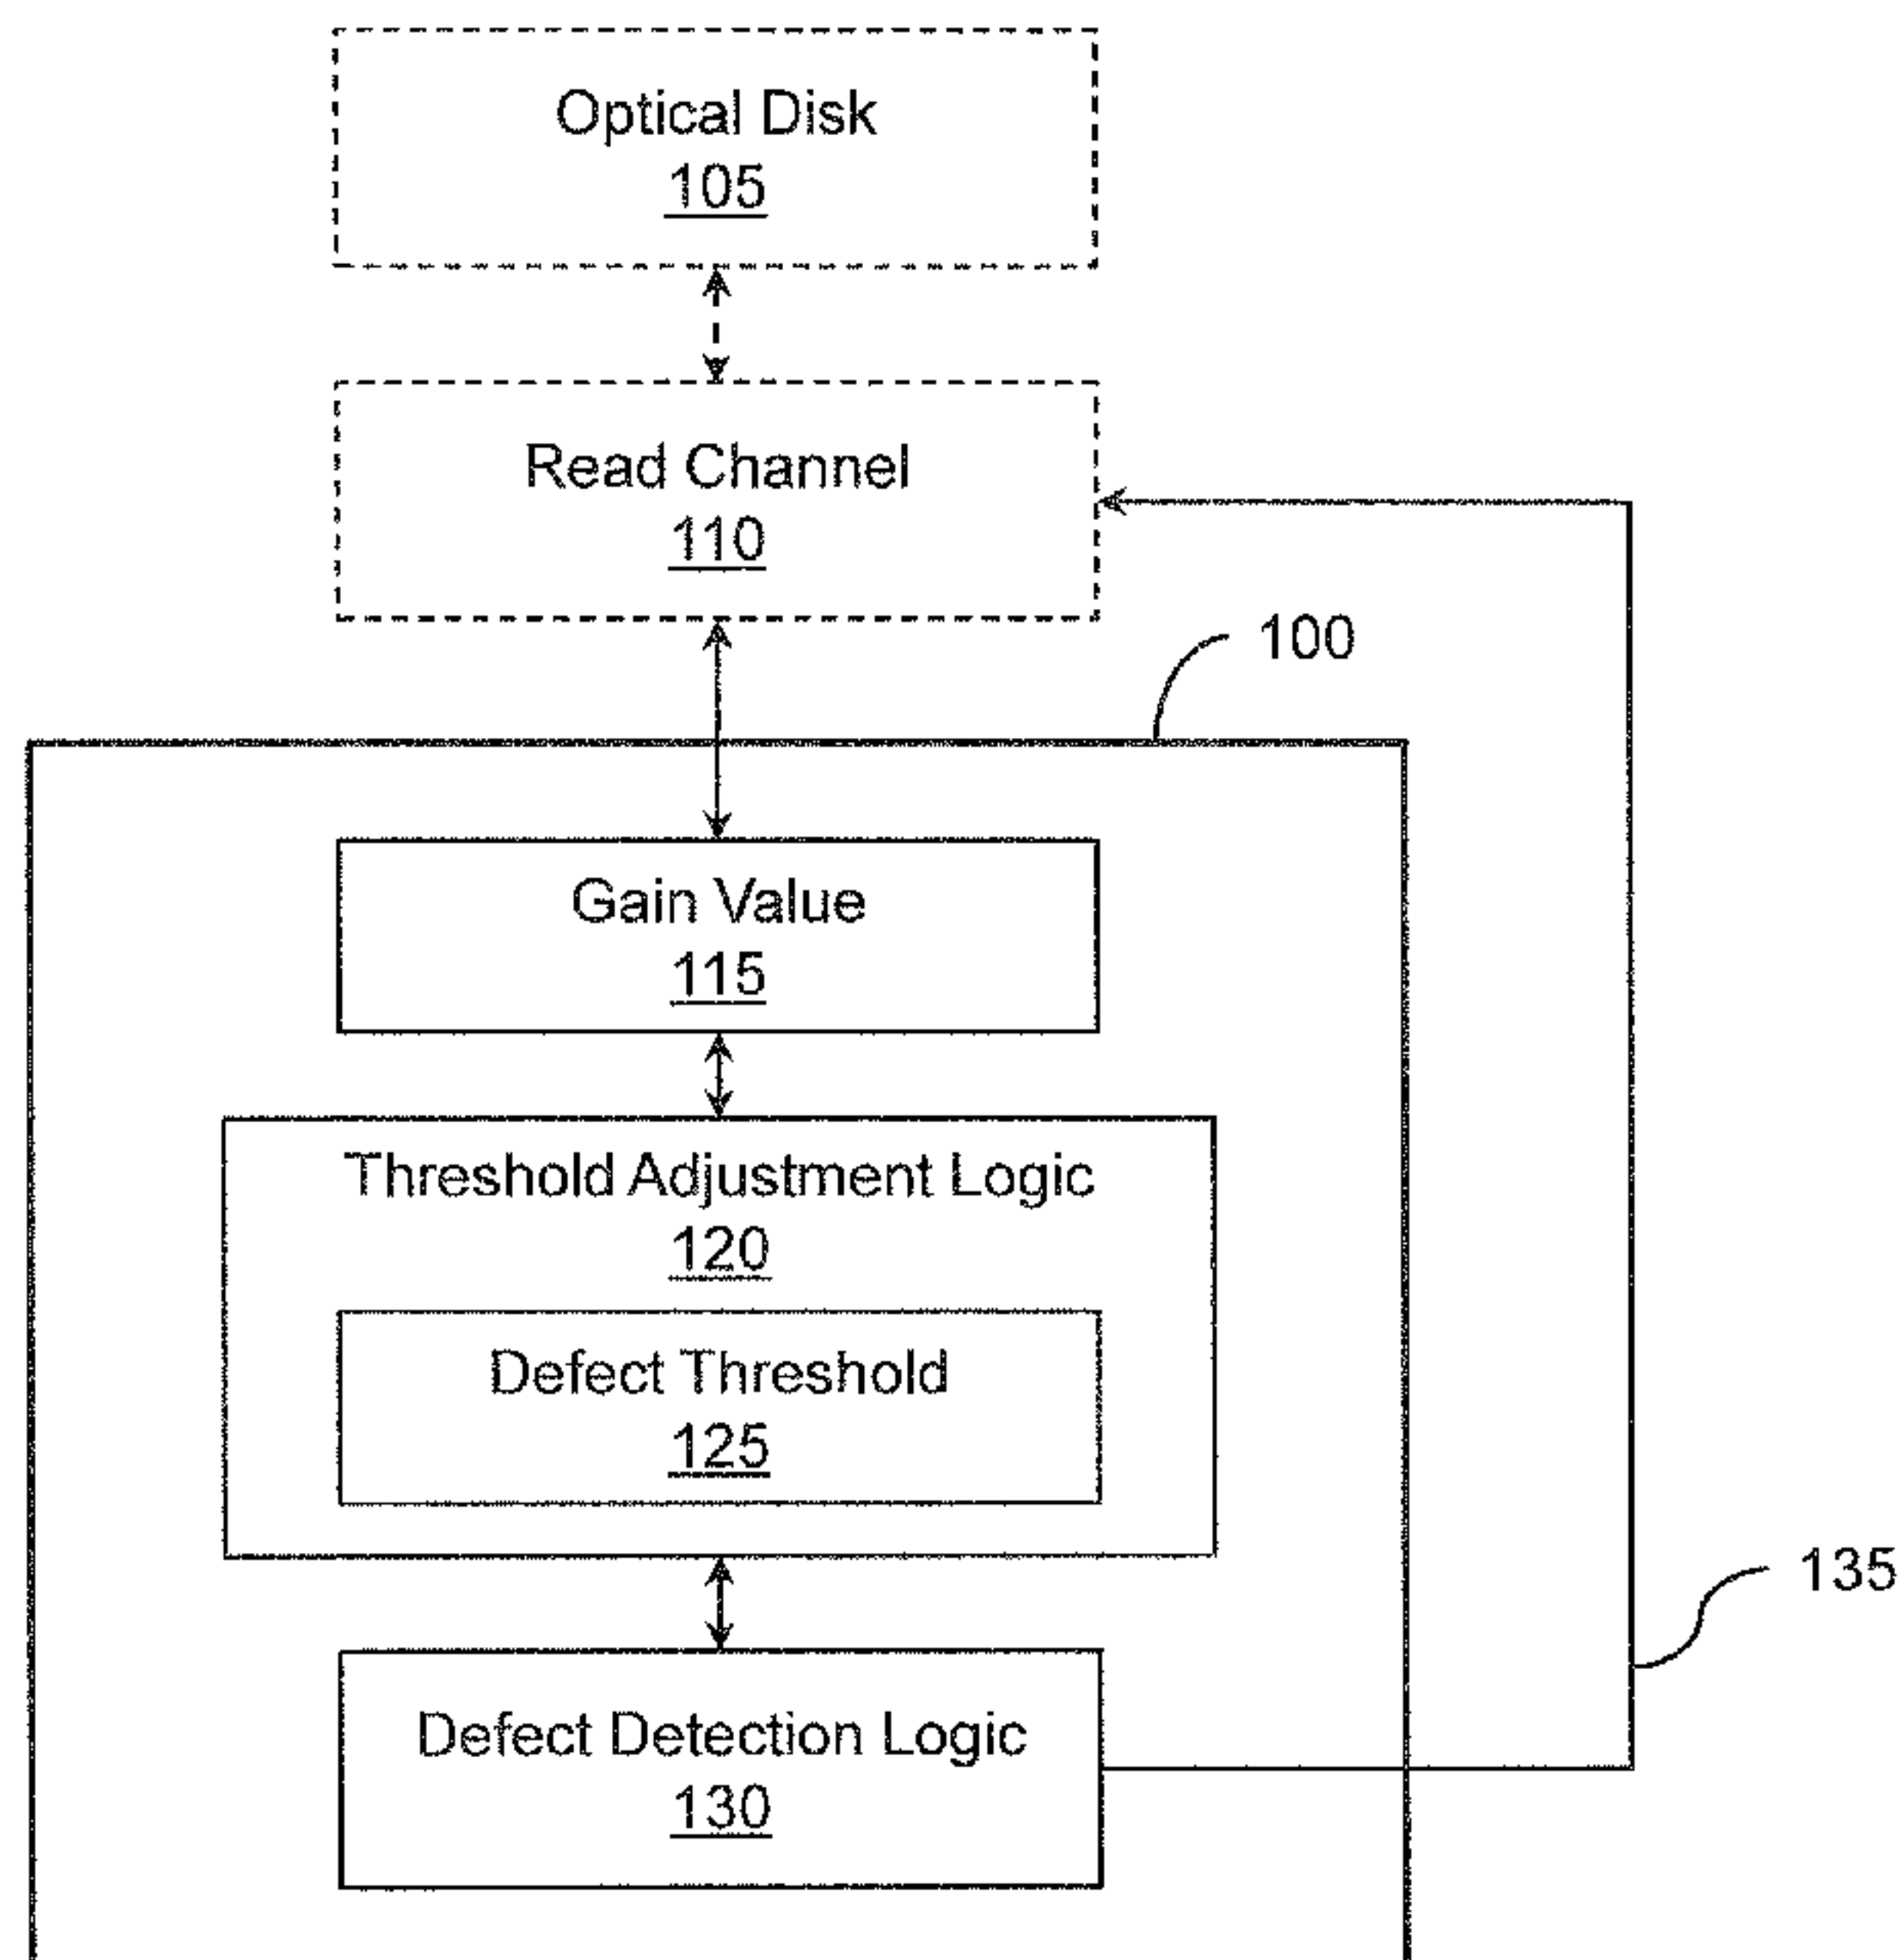 Optical Disk
105
Read Channel
110
100
Gain Value
115
Threshold Adjustment Logic
120
Defect Threshold
125
135
Defect Detection Logic
130